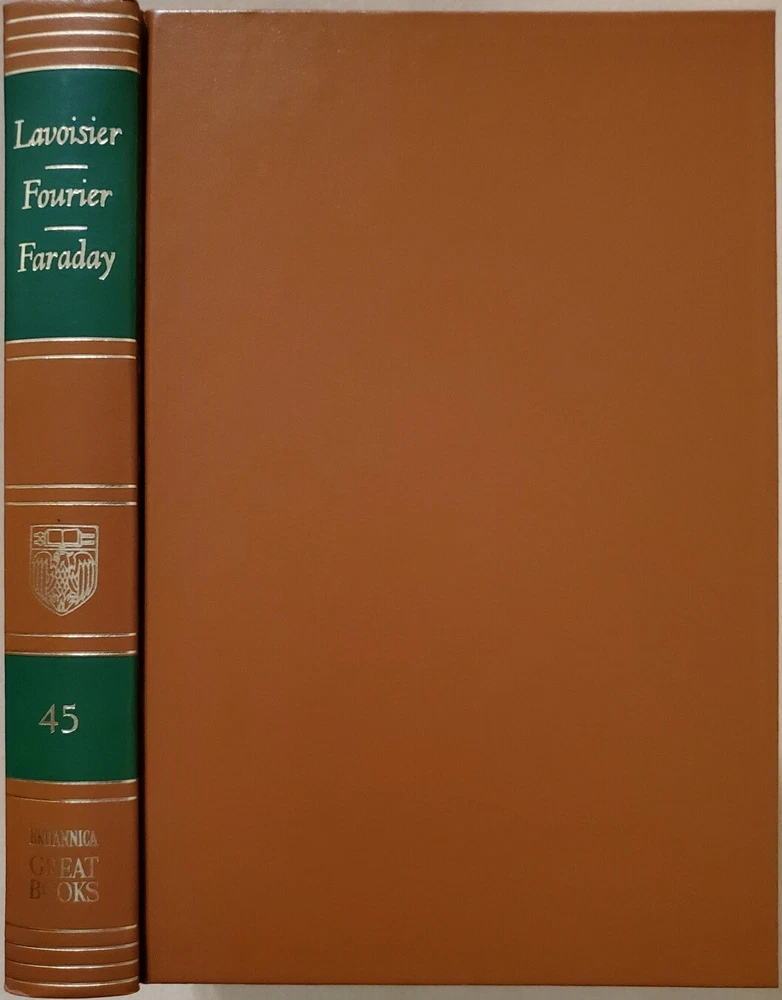 Lavoisier
Fourier
Faraday
45
BRITANNICA
GREAT
BOOKS